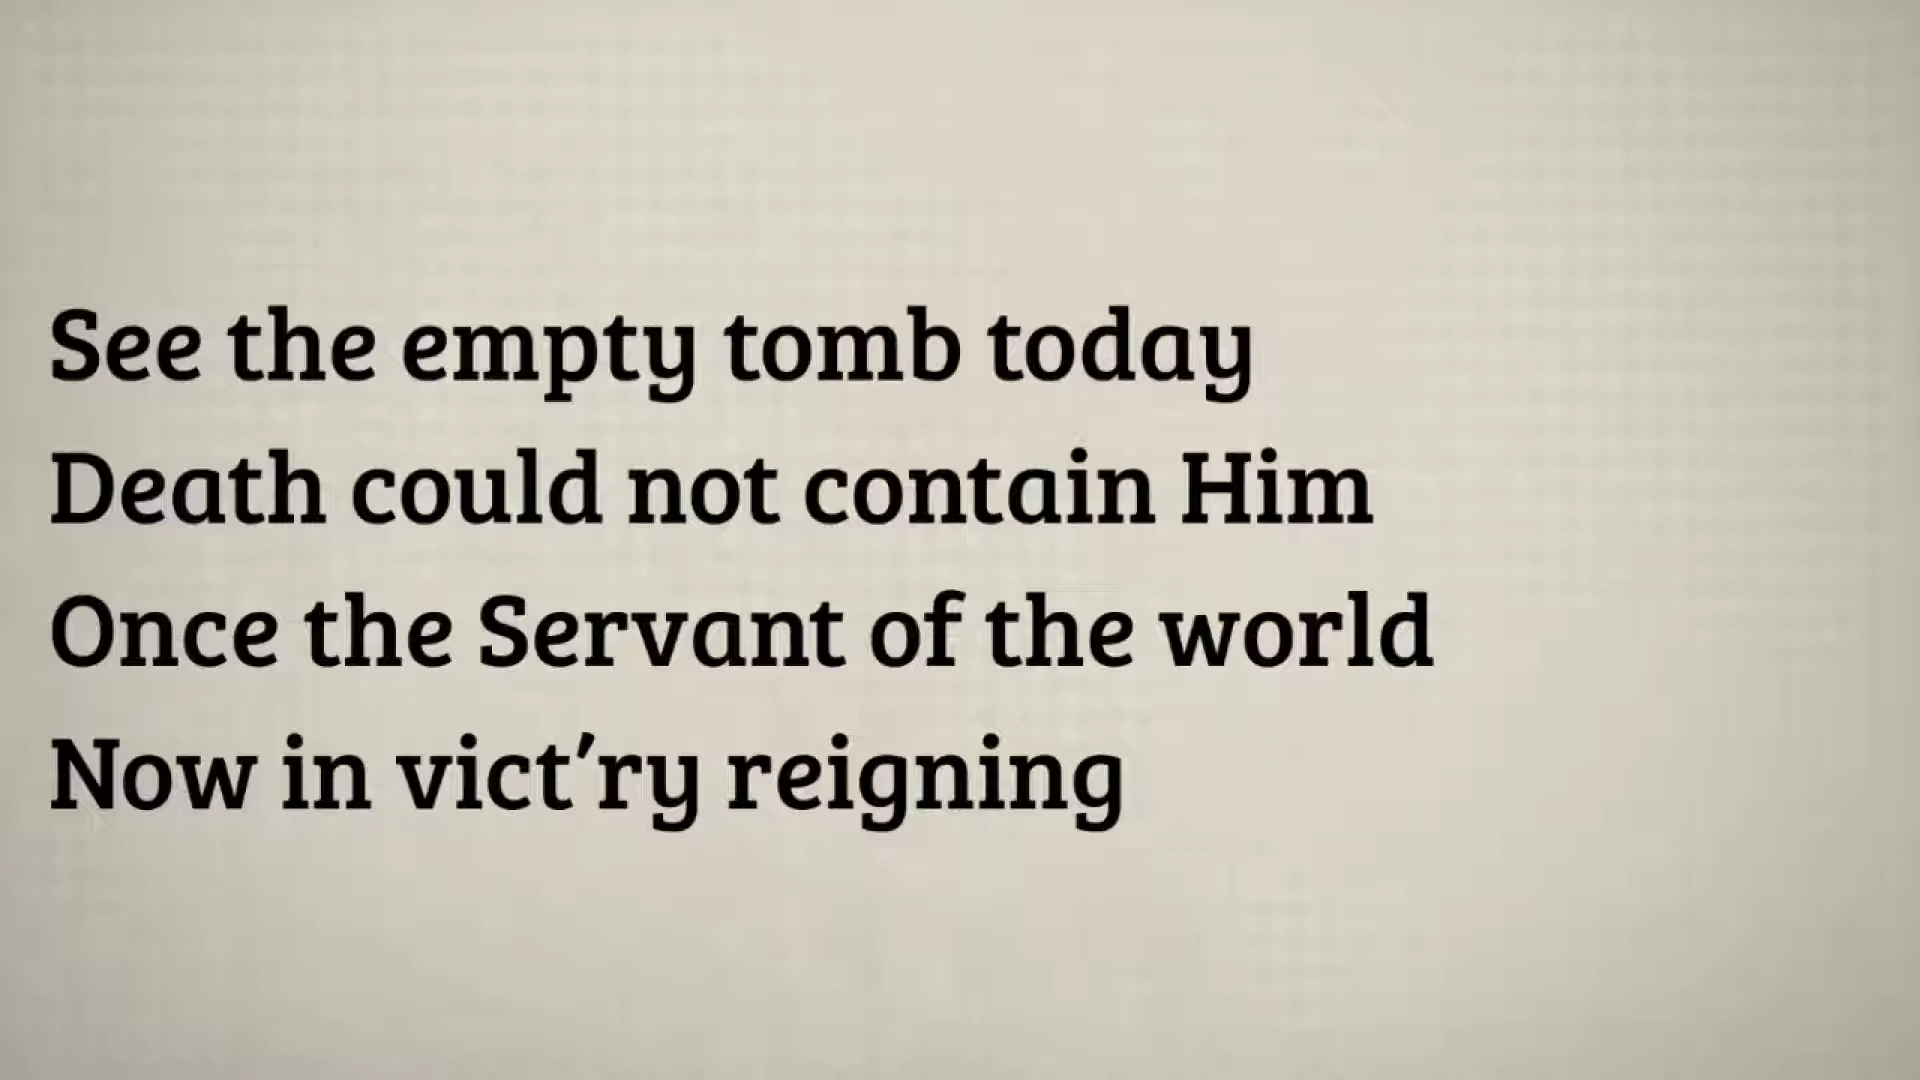 See the empty tomb today
Death could not contain Him
Once the Servant of the world
Now in vict'ry reigning